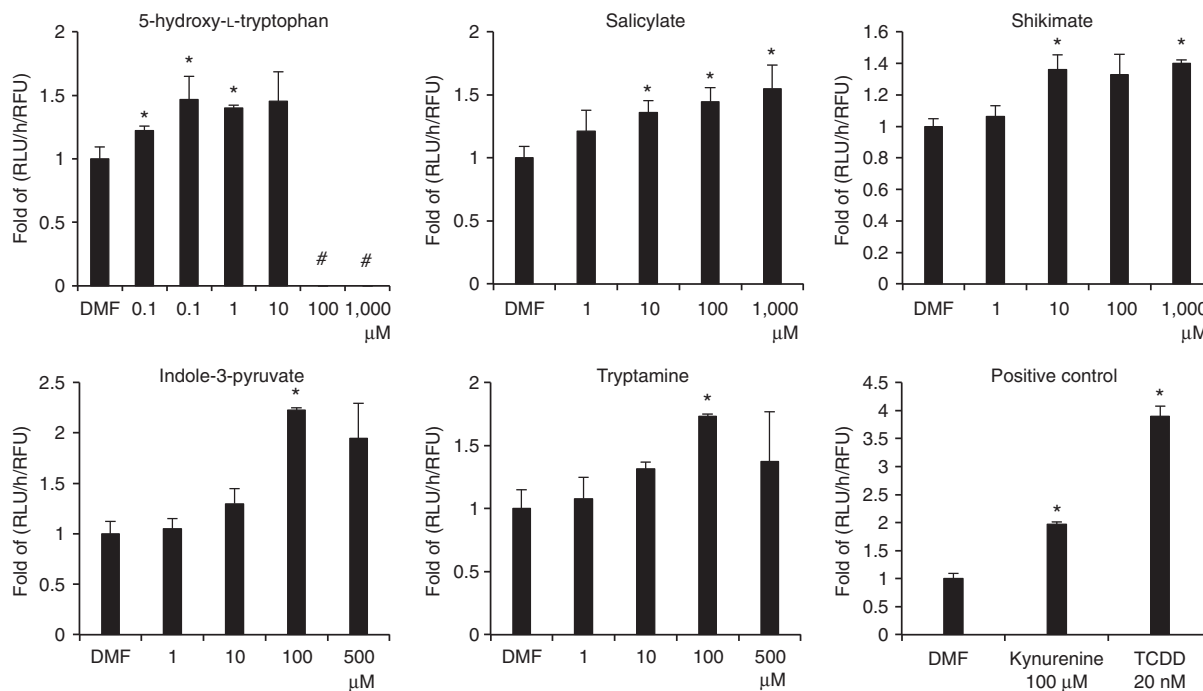 5-hydroxy-L-tryptophan
Fold of (RLU/h/RFU)
2
1.5
1
0.5
0
*
*
*
#
#
DMF 0.1 0.1 1 10 100 1,000
μM
Salicylate
Fold of (RLU/h/RFU)
2
1.5
1
0.5
0
*
*
*
DMF 1 10 100 1,000
μM
Shikimate
Fold of (RLU/h/RFU)
1.6
1.4
1.2
1
0.8
0.6
0.4
0.2
0
*
*
DMF 1 10 100 1,000
μM
Indole-3-pyruvate
Fold of (RLU/h/RFU)
2.5
2
1.5
1
0.5
0
*
DMF 1 10 100 500
μM
Tryptamine
Fold of (RLU/h/RFU)
2
1.5
1
0.5
0
*
DMF 1 10 100 500
μM
Positive control
Fold of (RLU/h/RFU)
4.5
4
3.5
3
2.5
2
1.5
1
0.5
0
*
*
DMF Kynurenine TCDD
100 μM 20 nM